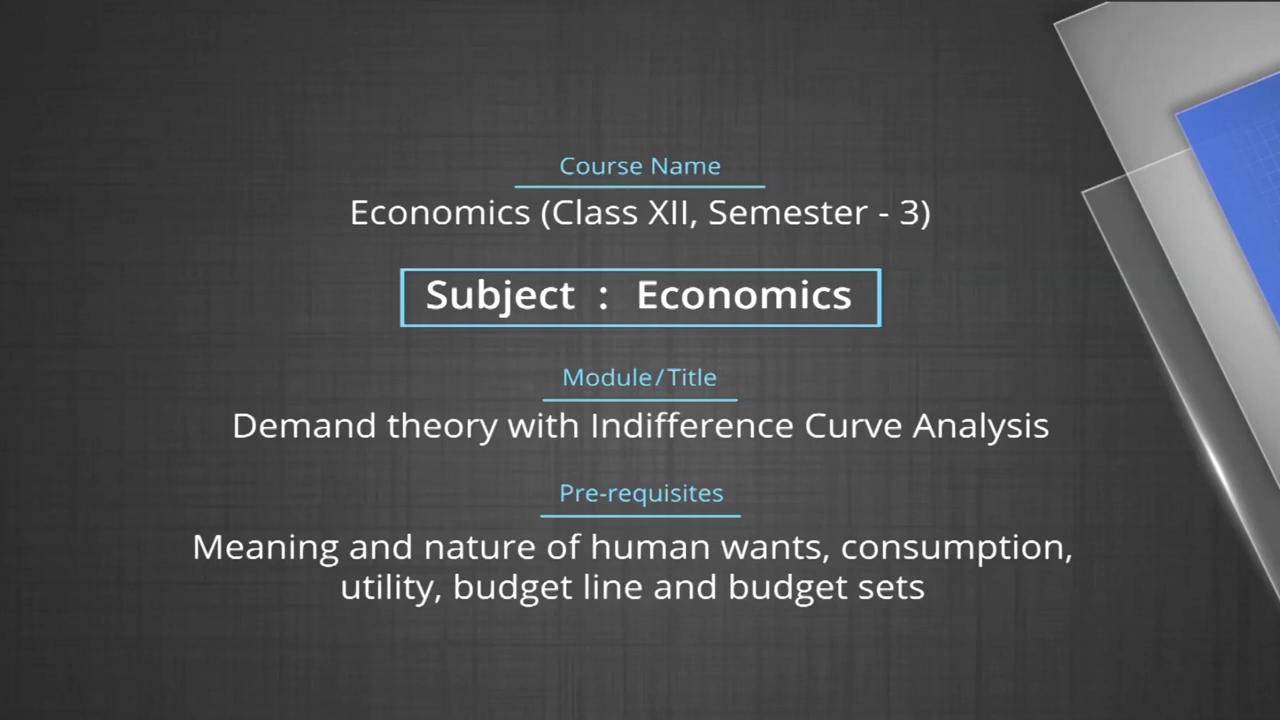 Course Name
Economics (Class XII, Semester - 3)
Subject : Economics
Module/Title
Demand theory with Indifference Curve Analysis
Pre-requisites
Meaning and nature of human wants, consumption,
utility, budget line and budget sets